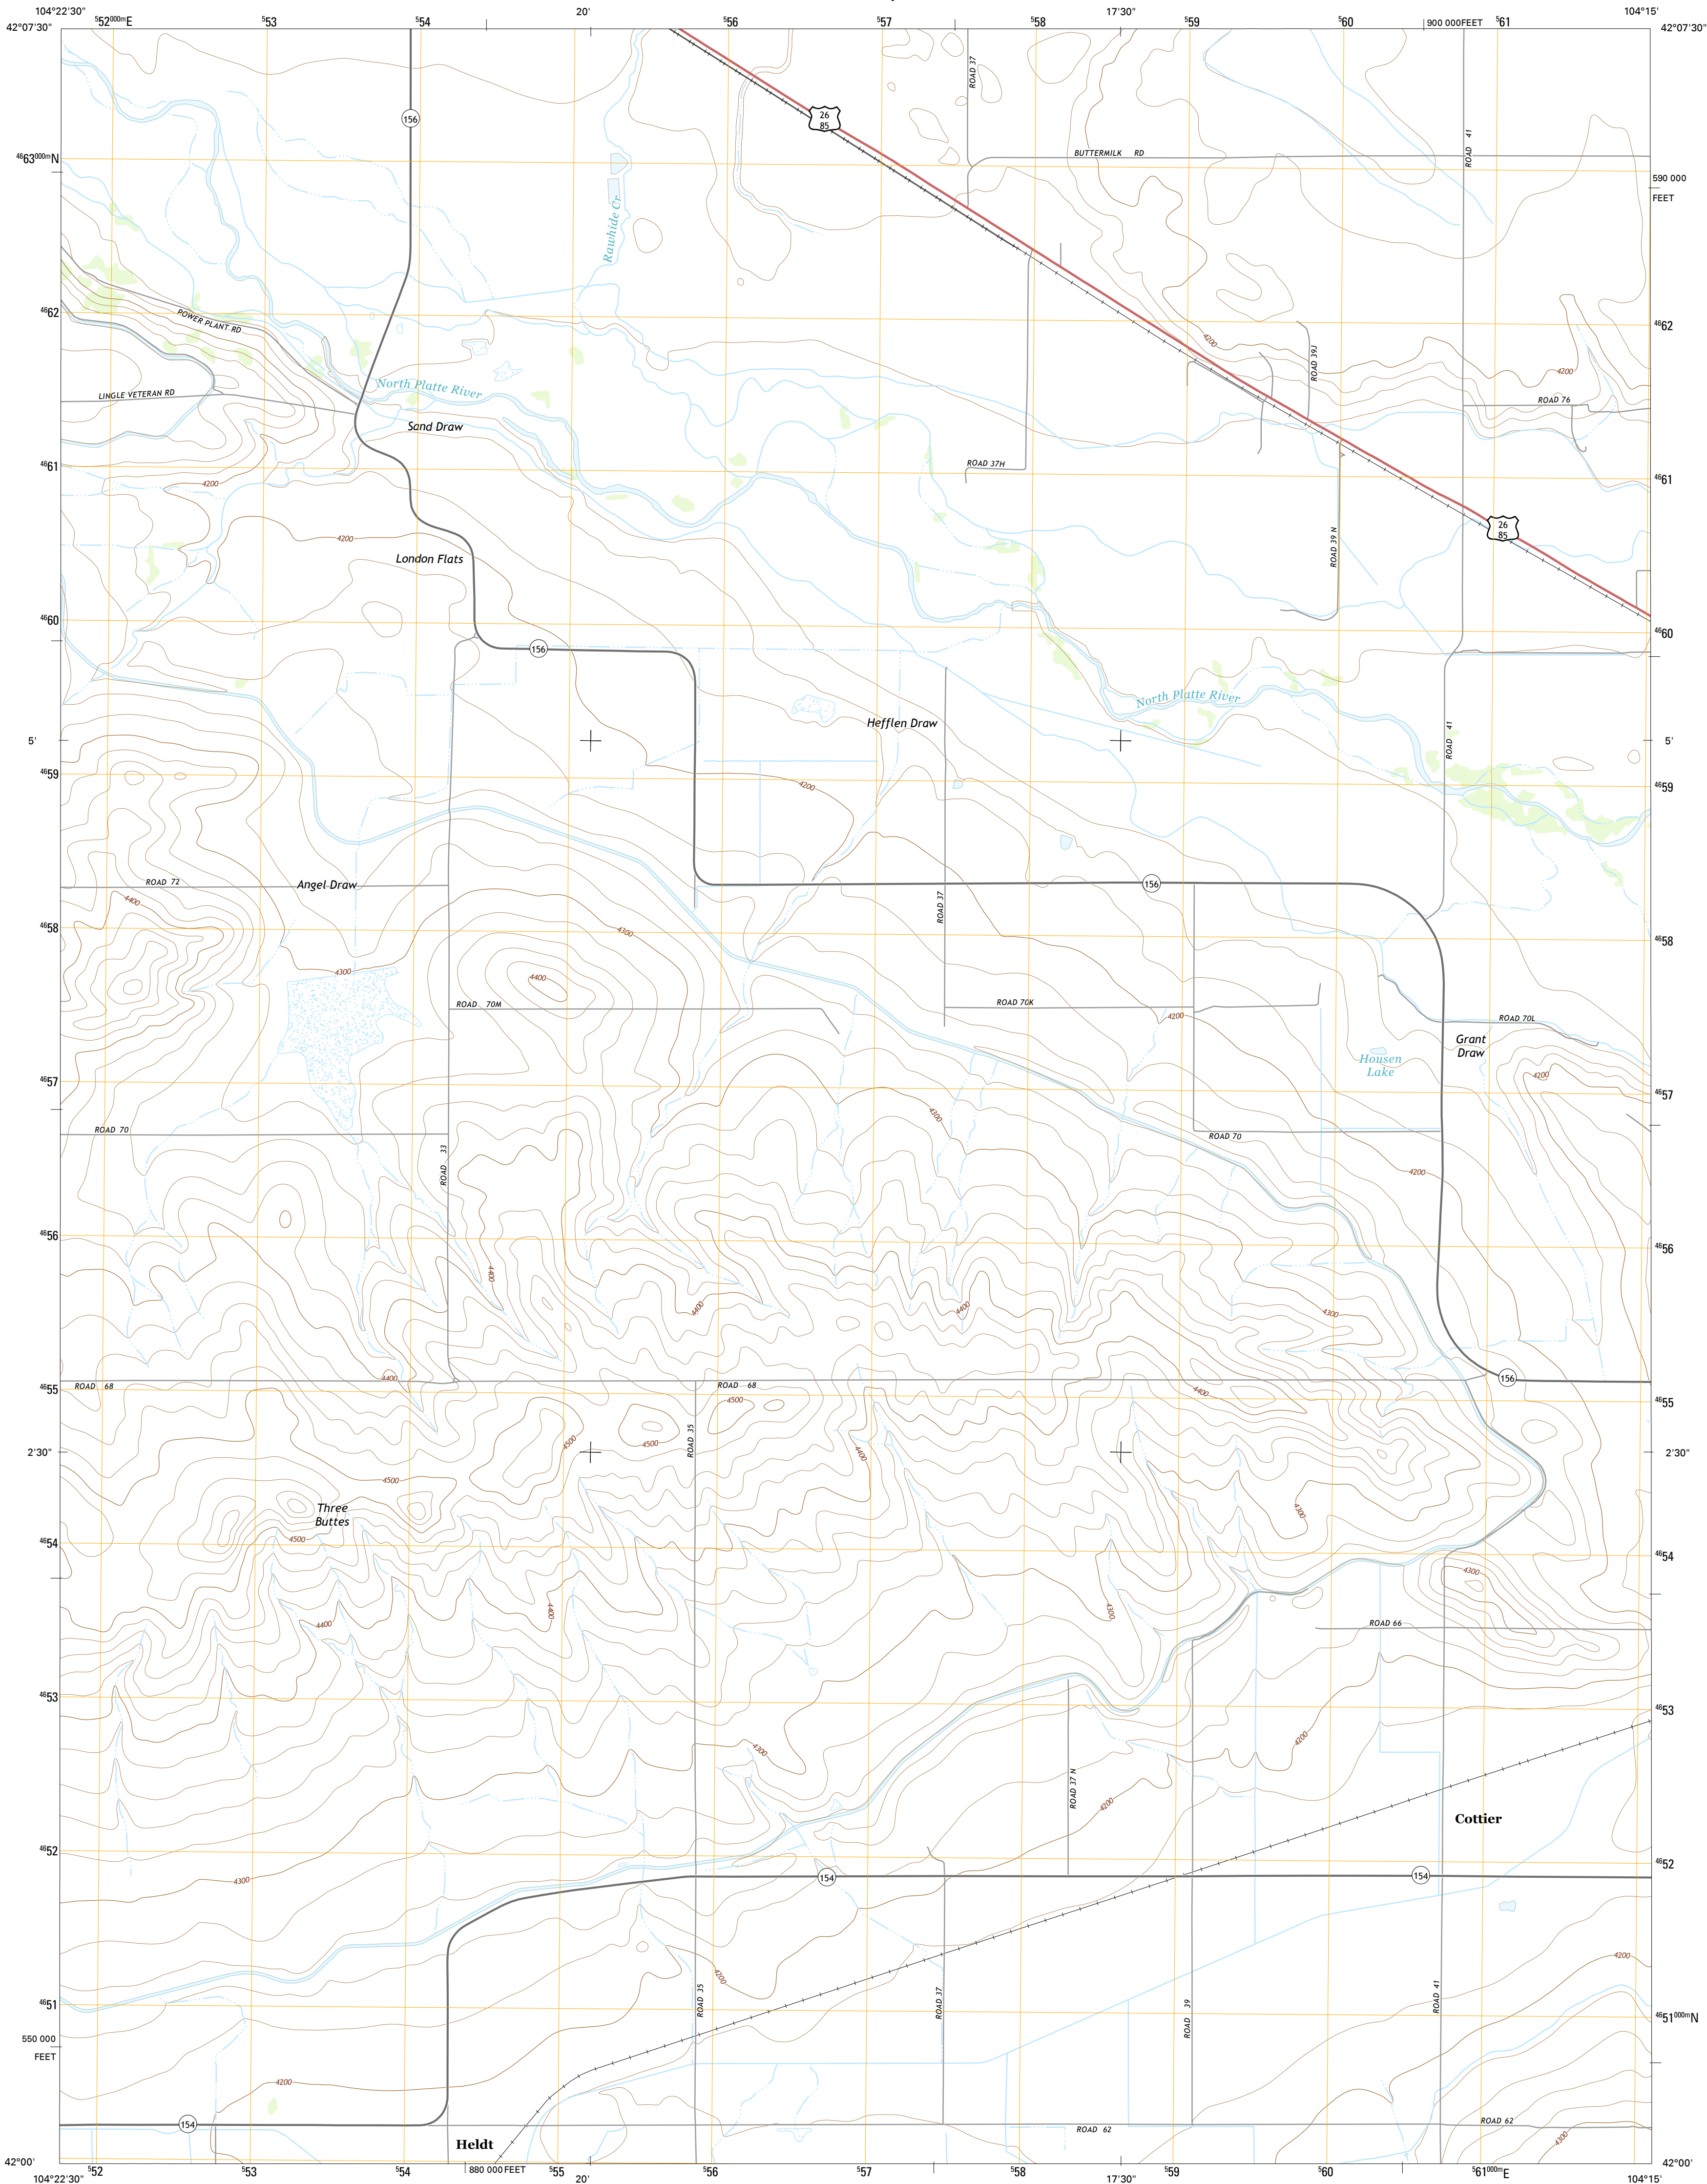 104°22'30"
⁵52⁰⁰⁰ᵐE
⁵53
⁵54
20'
⁵56
⁵57
⁵58
17'30"
⁵59
⁵60
900 000 FEET
⁵61
104°15'
42°07'30"
42°07'30"
ROAD 37
26
85
156
ROAD 41
BUTTERMILK RD
⁴⁶63⁰⁰⁰ᵐN
590 000
FEET
Rawhide Cr
⁴⁶62
POWER PLANT RD
4200
⁴⁶62
ROAD 39J
4200
North Platte River
LINGLE VETERAN RD
ROAD 76
Sand Draw
⁴⁶61
ROAD 37H
4200
⁴⁶61
26
85
4200
ROAD 39 N
London Flats
⁴⁶60
⁴⁶60
156
North Platte River
Hefflen Draw
5'
ROAD 41
5'
⁴⁶59
4200
⁴⁶59
ROAD 72
Angel Draw
156
4400
ROAD 37
⁴⁶58
4300
⁴⁶58
4300
4400
ROAD 70M
ROAD 70K
4200
ROAD 70L
Grant
Draw
Housen
Lake
4200
⁴⁶57
⁴⁶57
4300
ROAD 70
ROAD 70
ROAD 33
4200
⁴⁶56
⁴⁶56
4400
4400
4400
4300
4400
ROAD 68
ROAD 68
156
⁴⁶55
4400
⁴⁶55
4500
4500
4500
ROAD 35
4400
2'30"
2'30"
4500
Three
Buttes
4300
4500
⁴⁶54
⁴⁶54
4300
4400
4300
4400
ROAD 66
⁴⁶53
⁴⁶53
4300
4200
ROAD 37 N
4200
Cottier
⁴⁶52
⁴⁶52
4300
154
154
4200
4200
ROAD 35
ROAD 37
ROAD 39
ROAD 41
⁴⁶51
⁴⁶51⁰⁰⁰ᵐN
550 000
FEET
4200
154
ROAD 62
ROAD 62
Heldt
4300
42°00'
42°00'
⁵52
⁵53
⁵54
880 000 FEET
⁵55
20'
⁵56
⁵57
⁵58
17'30"
⁵59
⁵60
⁵61⁰⁰⁰ᵐE
104°22'30"
104°15'